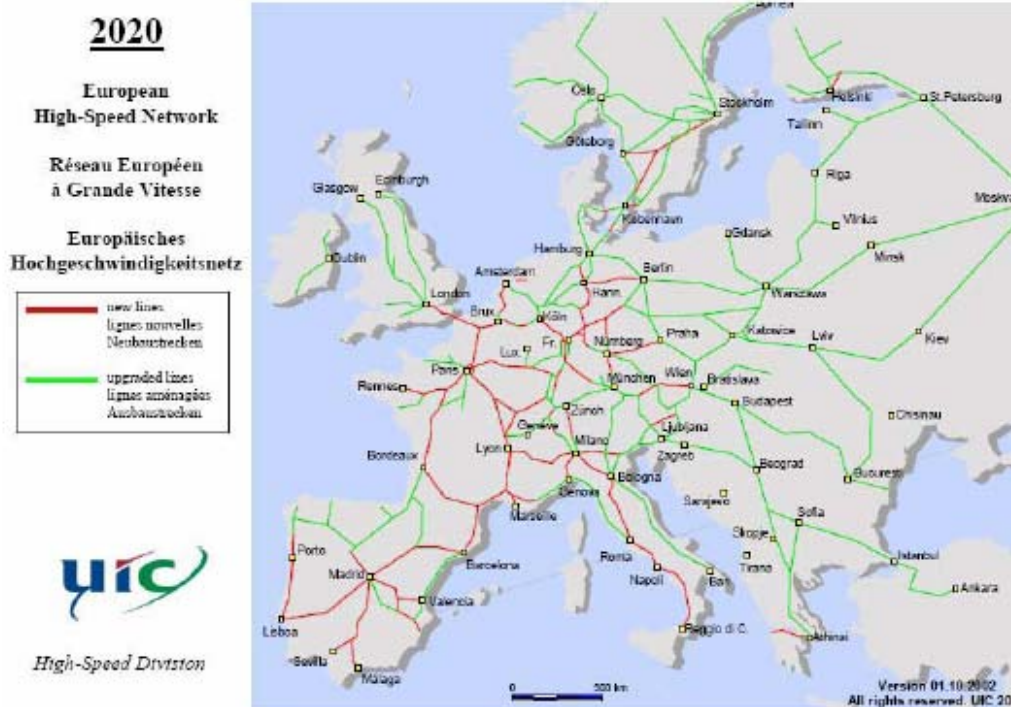 2020
European
High-Speed Network
Réseau Européen
à Grande Vitesse
Europäisches
Hochgeschwindigkeitsnetz
new lines
lignes nouvelles
Neubaustrecken
upgraded lines
lignes aménagées
Ausbaustrecken
uic
High-Speed Division
Oslo
Stockholm
Helsinki
St.Petersburg
Tallinn
Göteborg
Riga
Moskva
Glasgow
Edinburgh
København
Vilnius
Gdansk
Minsk
Dublin
Hamburg
Amsterdam
Berlin
Hann
London
Warszawa
Brux
Köln
Praha
Katowice
Lviv
Kiev
Lux
Fr.
Nürnberg
Paris
Wien
Rennes
München
Bratislava
Budapest
Zürich
Chisinau
Genève
Ljubljana
Lyon
Milano
Zagreb
Bordeaux
Beograd
Bologna
Bucuresti
Genova
Sarajevo
Marseille
Sofia
Skopje
Porto
Roma
Istanbul
Barcelona
Tirana
Madrid
Napoli
Bari
Ankara
Valencia
Lisboa
Reggio di C.
Athinai
Sevilla
Málaga
0 500 km
Version 01.10.2002
All rights reserved. UIC 20